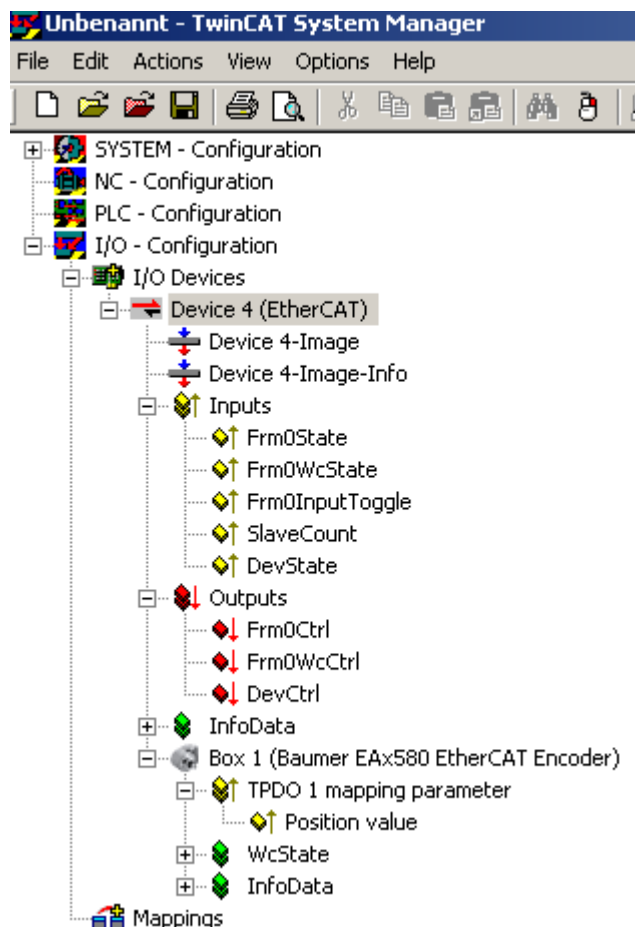 Unbenannt - TwinCAT System Manager
File Edit Actions View Options Help
SYSTEM - Configuration
NC - Configuration
PLC - Configuration
I/O - Configuration
I/O Devices
Device 4 (EtherCAT)
Device 4-Image
Device 4-Image-Info
Inputs
Frm0State
Frm0WcState
Frm0InputToggle
SlaveCount
DevState
Outputs
Frm0Ctrl
Frm0WcCtrl
DevCtrl
InfoData
Box 1 (Baumer EAx580 EtherCAT Encoder)
TPDO 1 mapping parameter
Position value
WcState
InfoData
Mappings